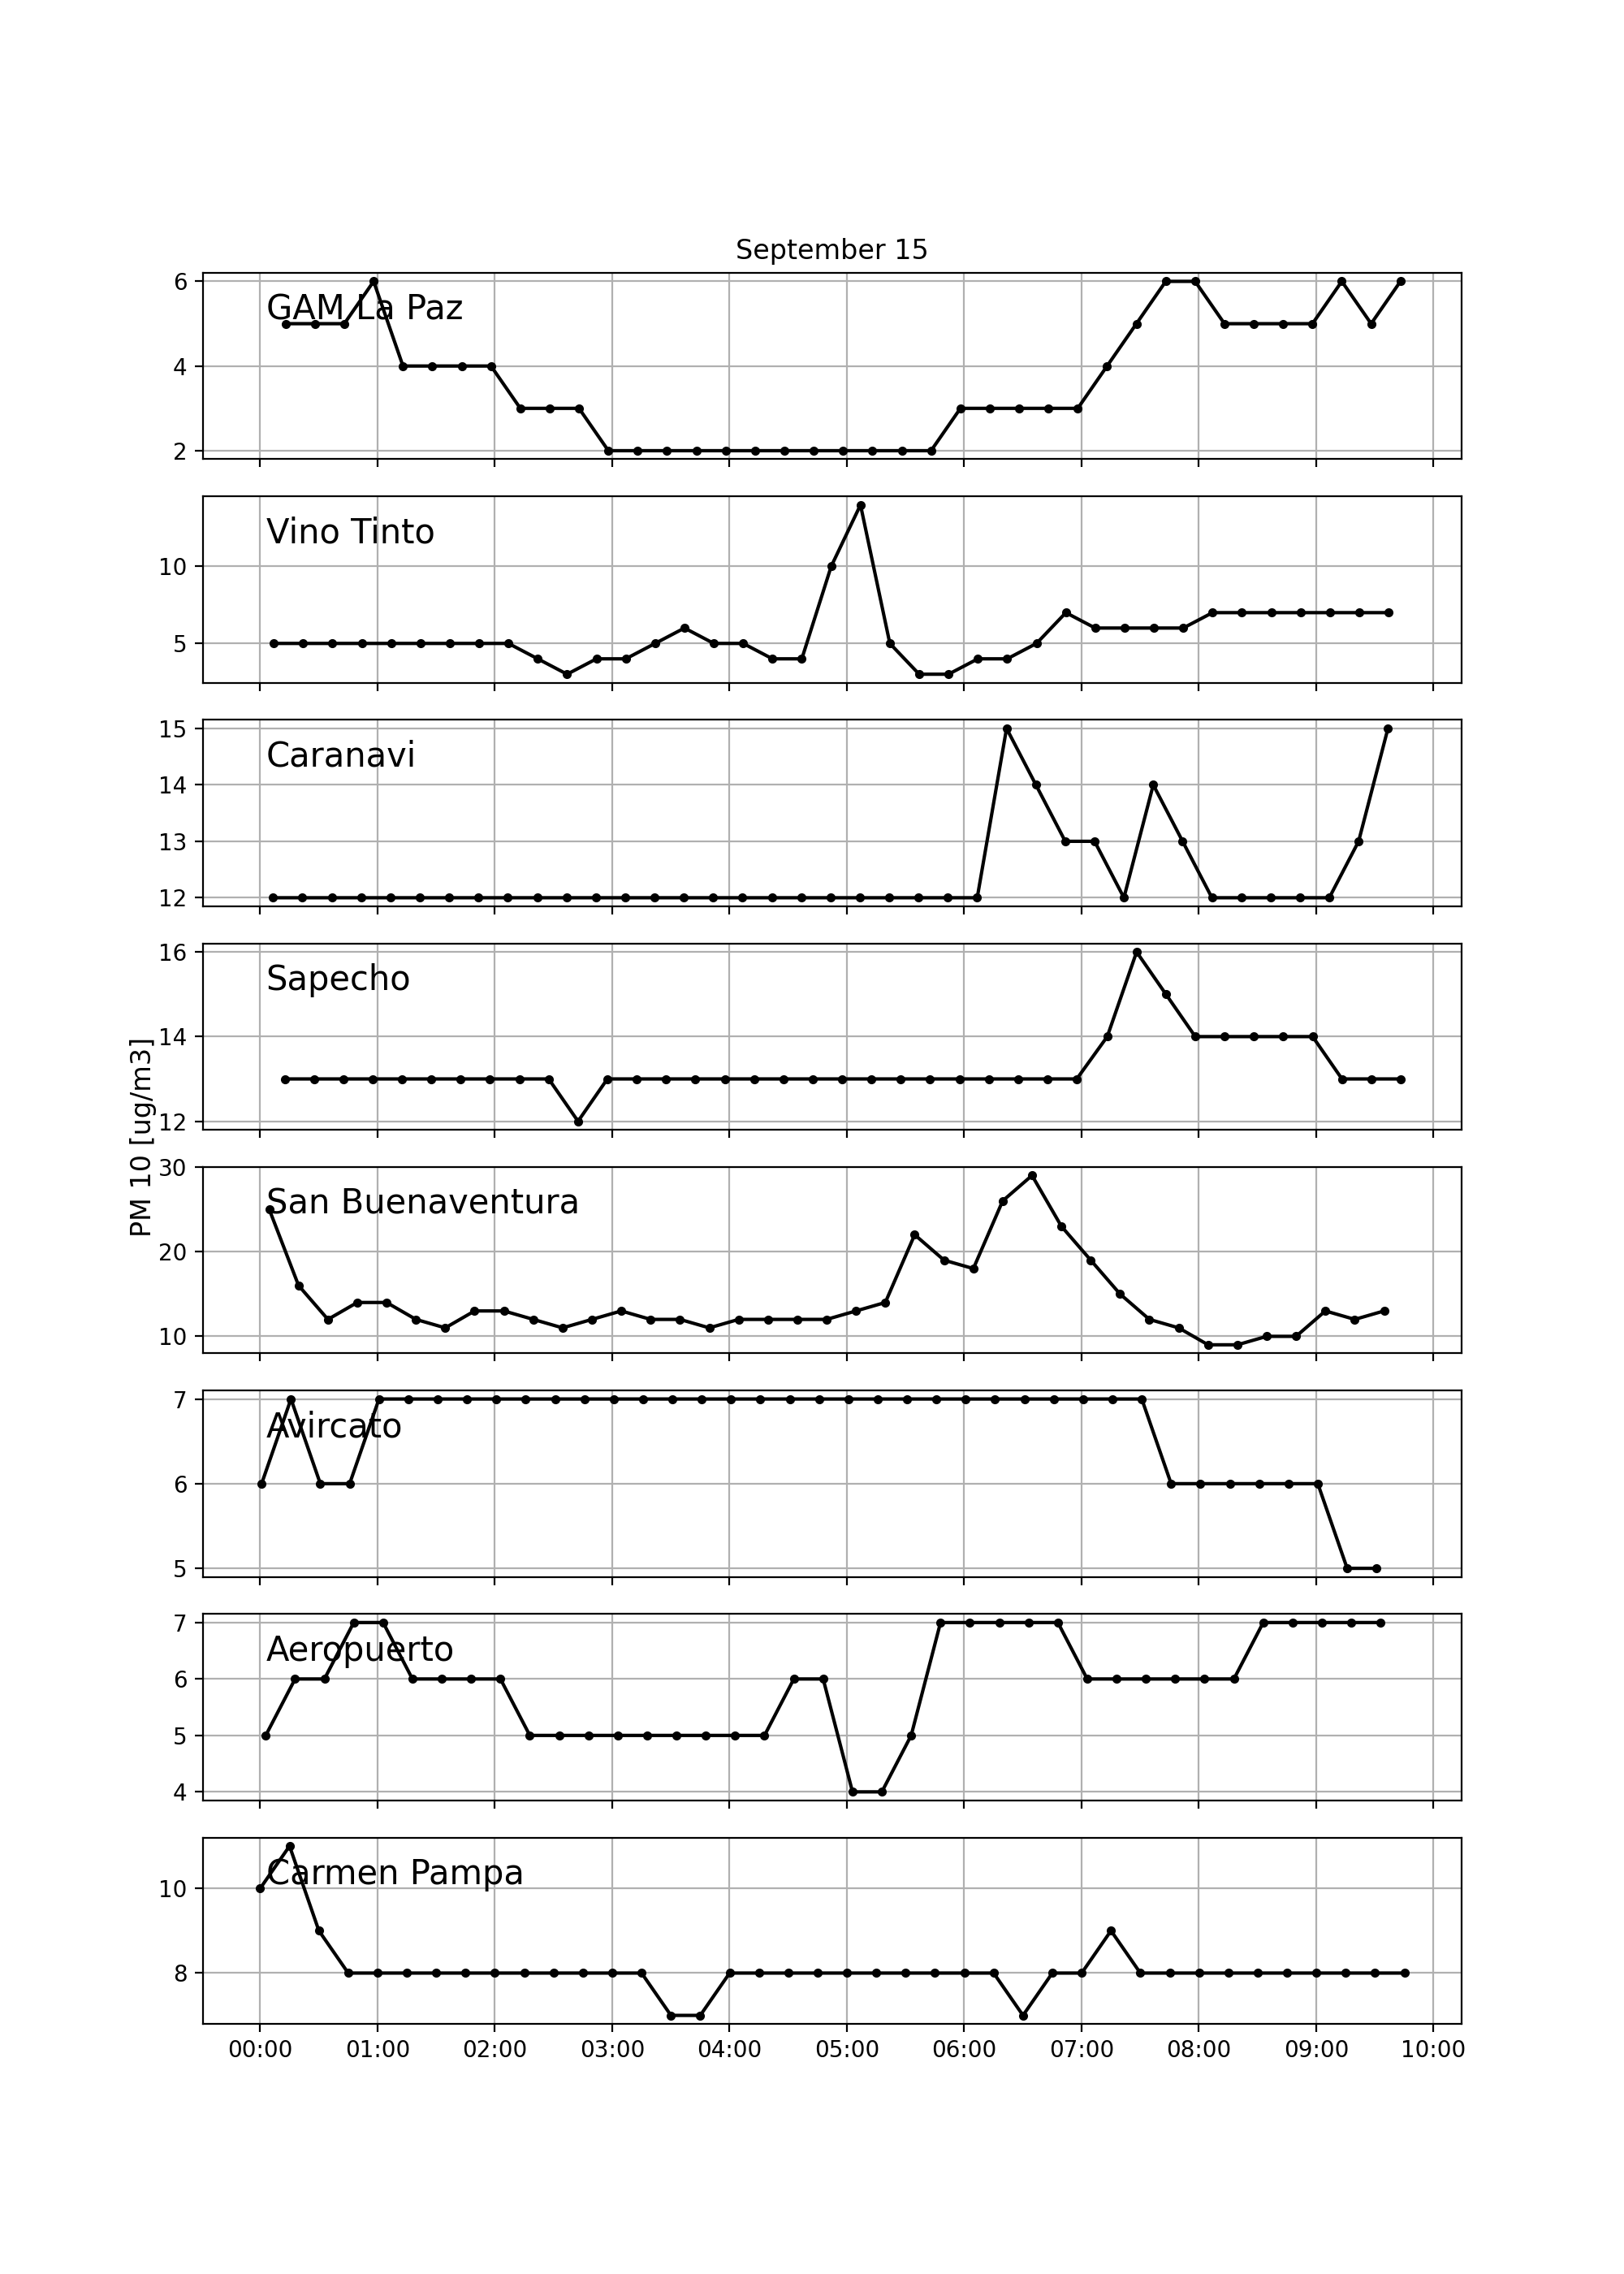 September 15
6
GAM La Paz
4
2
Vino Tinto
10
5
15
Caranavi
14
13
12
16
Sapecho
14
12
PM 10 [ug/m3]
30
San Buenaventura
20
10
7
Avircato
6
5
7
Aeropuerto
6
5
4
Carmen Pampa
10
8
00:00 01:00 02:00 03:00 04:00 05:00 06:00 07:00 08:00 09:00 10:00